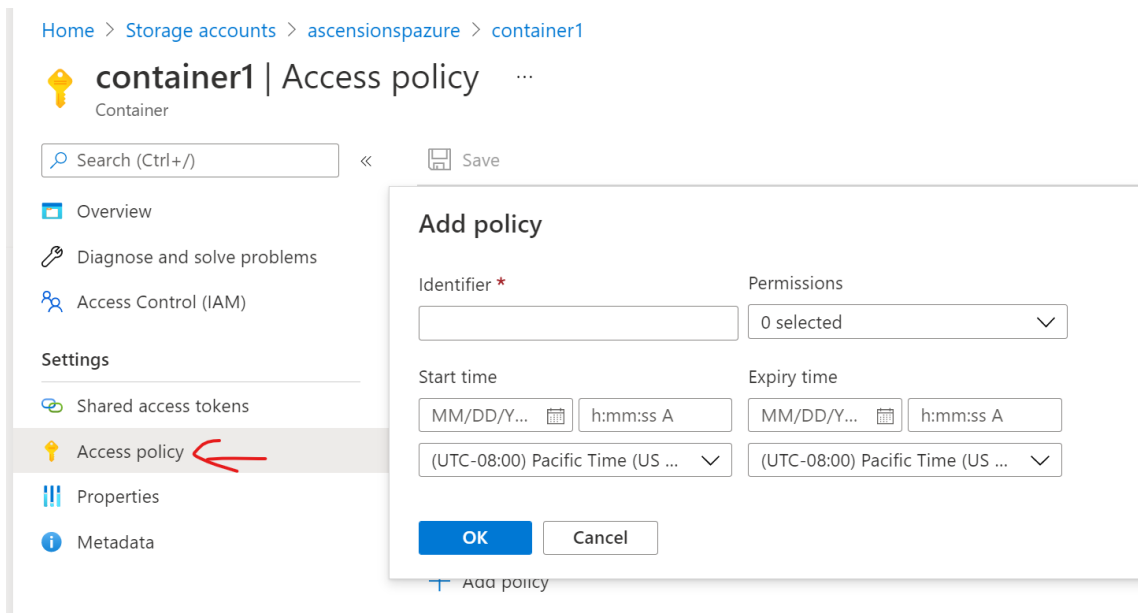 Home > Storage accounts > ascensionspazure > container1
container1 | Access policy ...
Container
Search (Ctrl+/)
«
Save
Overview
Diagnose and solve problems
Access Control (IAM)
Settings
Shared access tokens
Access policy
Properties
Metadata
Add policy
Identifier *
Permissions
0 selected
Start time
Expiry time
MM/DD/Y... h:mm:ss A
MM/DD/Y... h:mm:ss A
(UTC-08:00) Pacific Time (US ...
(UTC-08:00) Pacific Time (US ...
OK
Cancel
+ Add policy